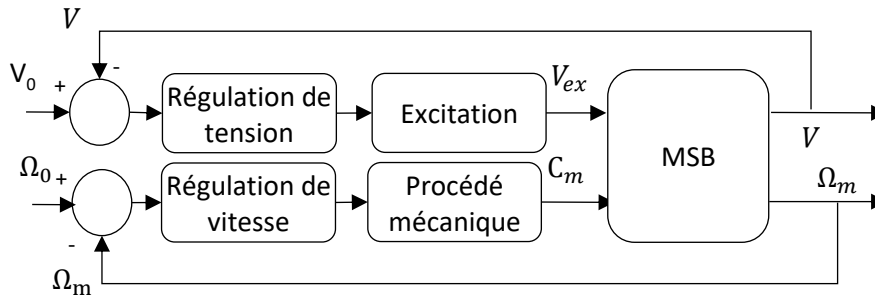 V
V₀
+
-
Régulation de
tension
Excitation
Vₑₓ
MSB
V
Ω₀
+
-
Régulation de
vitesse
Procédé
mécanique
Cₘ
Ωₘ
Ωₘ